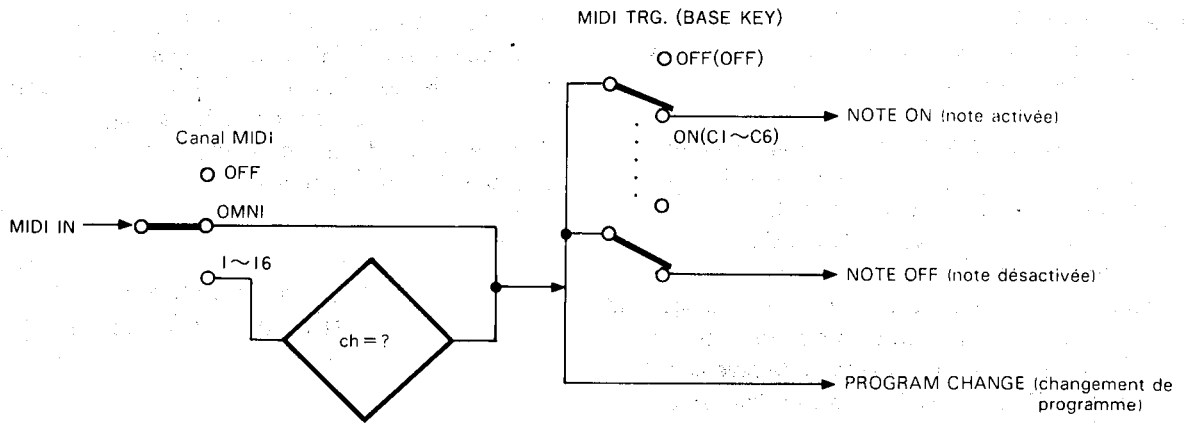 MIDI TRG. (BASE KEY)
OFF(OFF)
NOTE ON (note activée)
ON(C1～C6)
Canal MIDI
OFF
OMNI
MIDI IN
1～16
NOTE OFF (note désactivée)
ch = ?
PROGRAM CHANGE (changement de
programme)